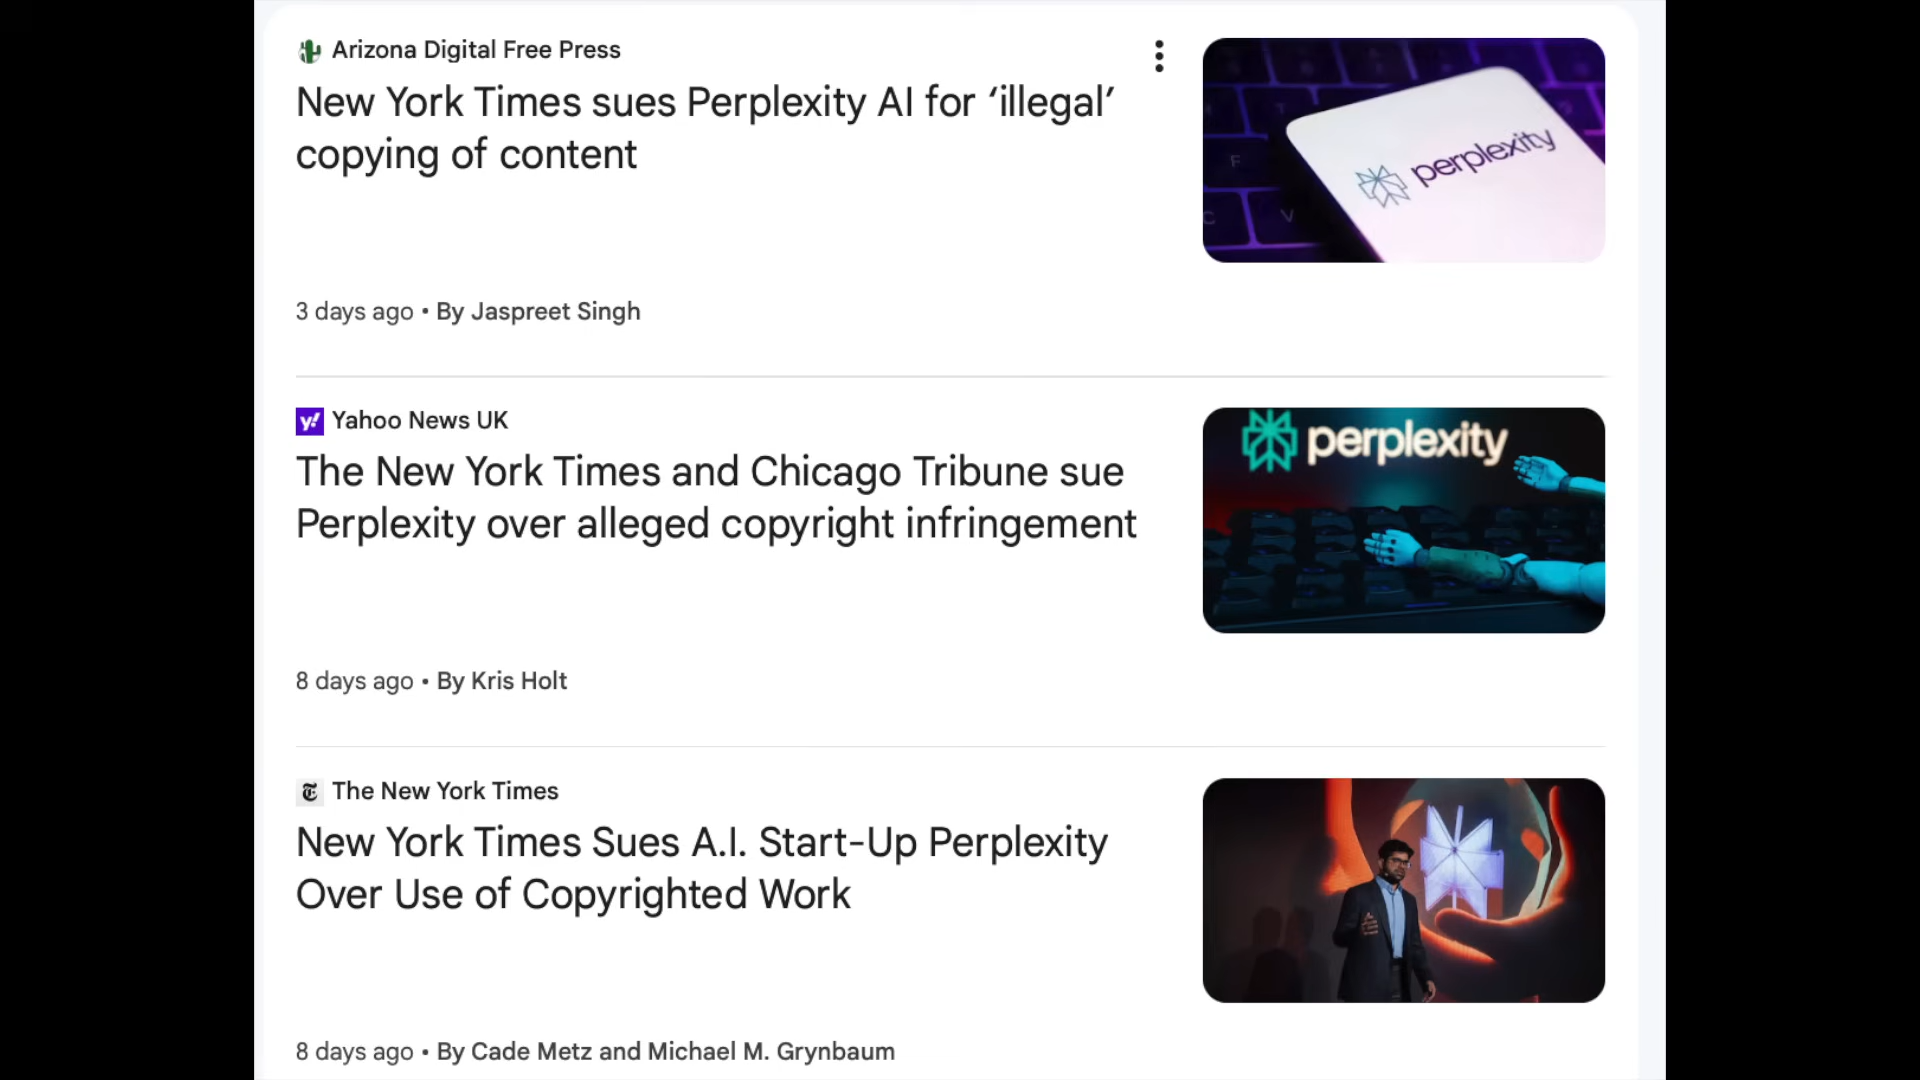 Arizona Digital Free Press
New York Times sues Perplexity AI for ‘illegal’
copying of content
perplexity
F
C
V
3 days ago • By Jaspreet Singh
y!
Yahoo News UK
The New York Times and Chicago Tribune sue
Perplexity over alleged copyright infringement
perplexity
8 days ago • By Kris Holt
The New York Times
New York Times Sues A.I. Start-Up Perplexity
Over Use of Copyrighted Work
8 days ago • By Cade Metz and Michael M. Grynbaum